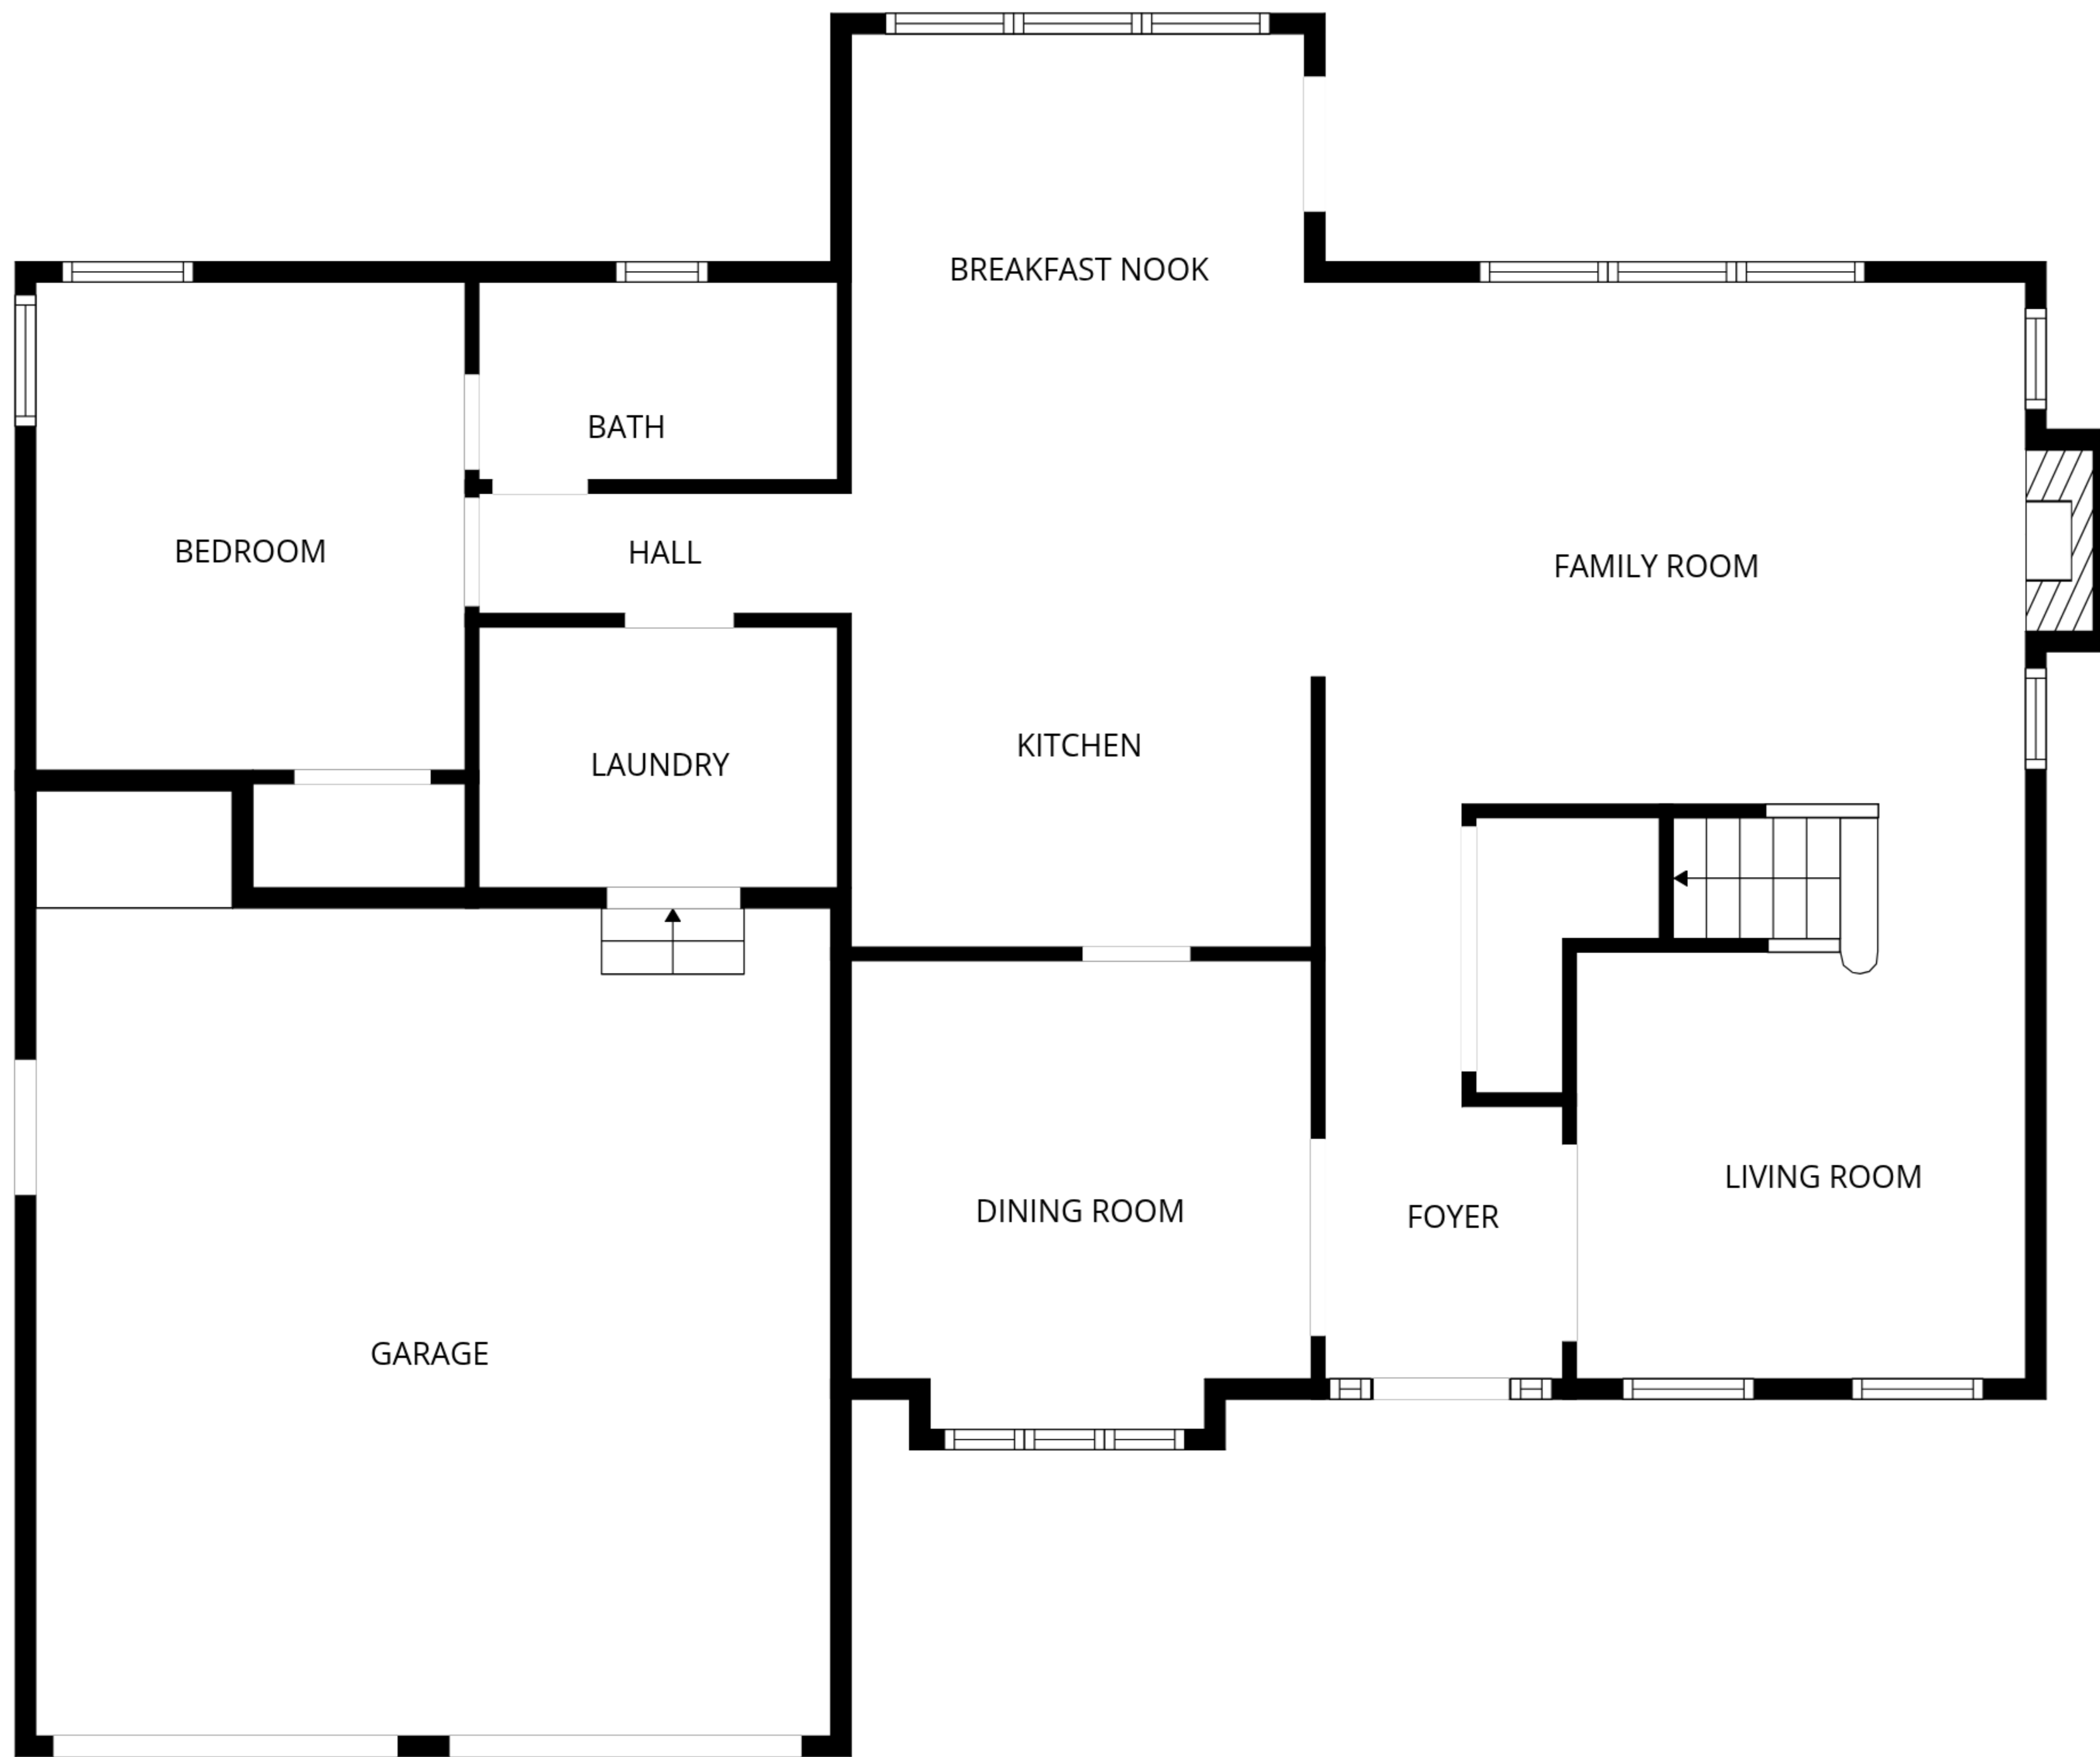 BREAKFAST NOOK
BATH
BEDROOM
HALL
FAMILY ROOM
KITCHEN
LAUNDRY
LIVING ROOM
DINING ROOM
FOYER
GARAGE